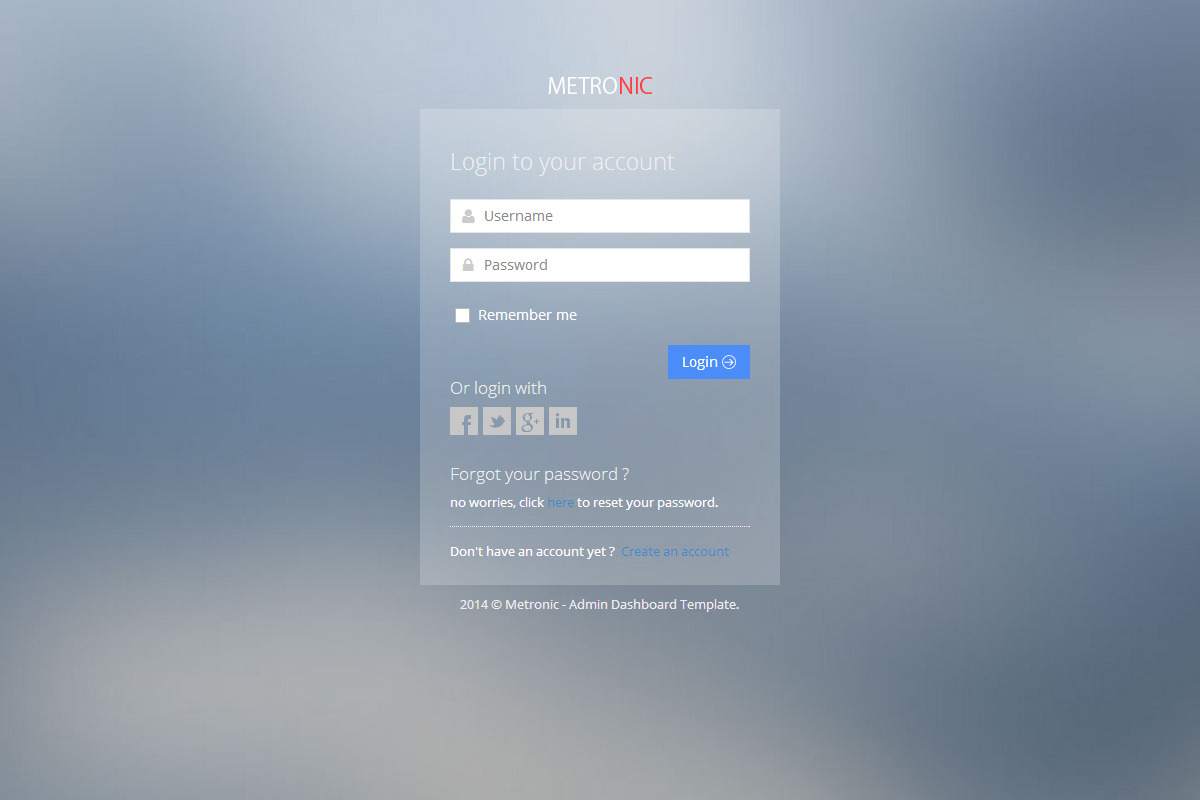 METRONIC
Login to your account
Username
Password
Remember me
Login
Or login with
f g+ in
Forgot your password ?
no worries, click here to reset your password.
Don't have an account yet ? Create an account
2014 © Metronic - Admin Dashboard Template.